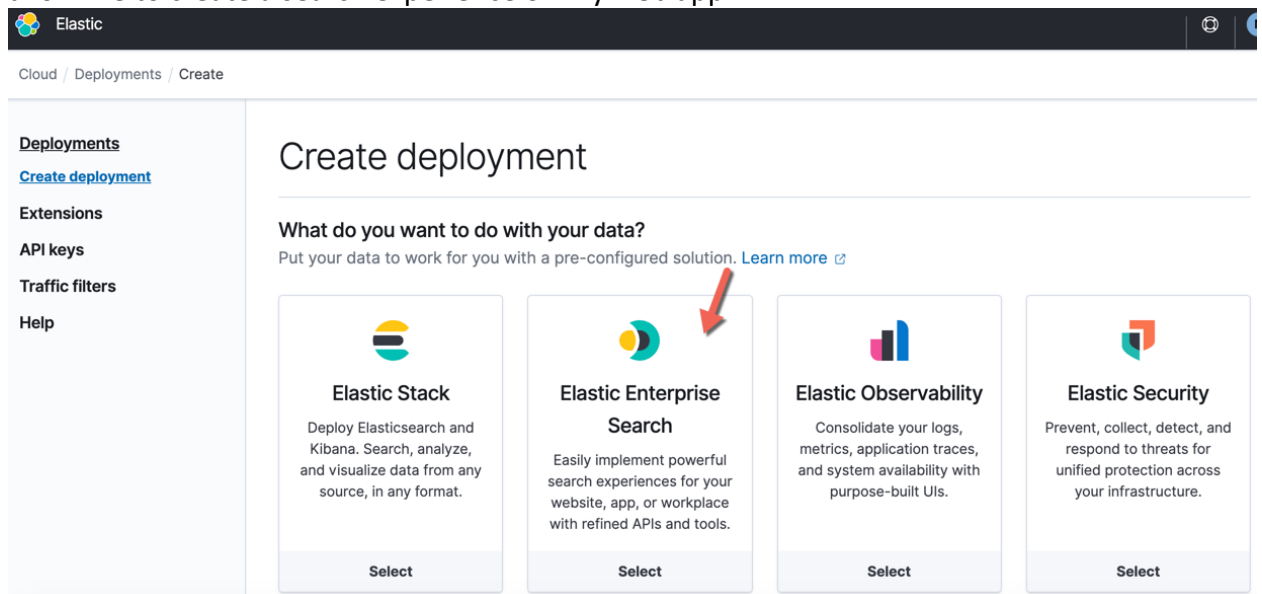 Elastic
Cloud / Deployments / Create
Deployments
Create deployment
Extensions
API keys
Traffic filters
Help
Create deployment
What do you want to do with your data?
Put your data to work for you with a pre-configured solution. Learn more
Elastic Stack
Deploy Elasticsearch and
Kibana. Search, analyze,
and visualize data from any
source, in any format.
Select
Elastic Enterprise
Search
Easily implement powerful
search experiences for your
website, app, or workplace
with refined APIs and tools.
Select
Elastic Observability
Consolidate your logs,
metrics, application traces,
and system availability with
purpose-built UIs.
Select
Elastic Security
Prevent, collect, detect, and
respond to threats for
unified protection across
your infrastructure.
Select